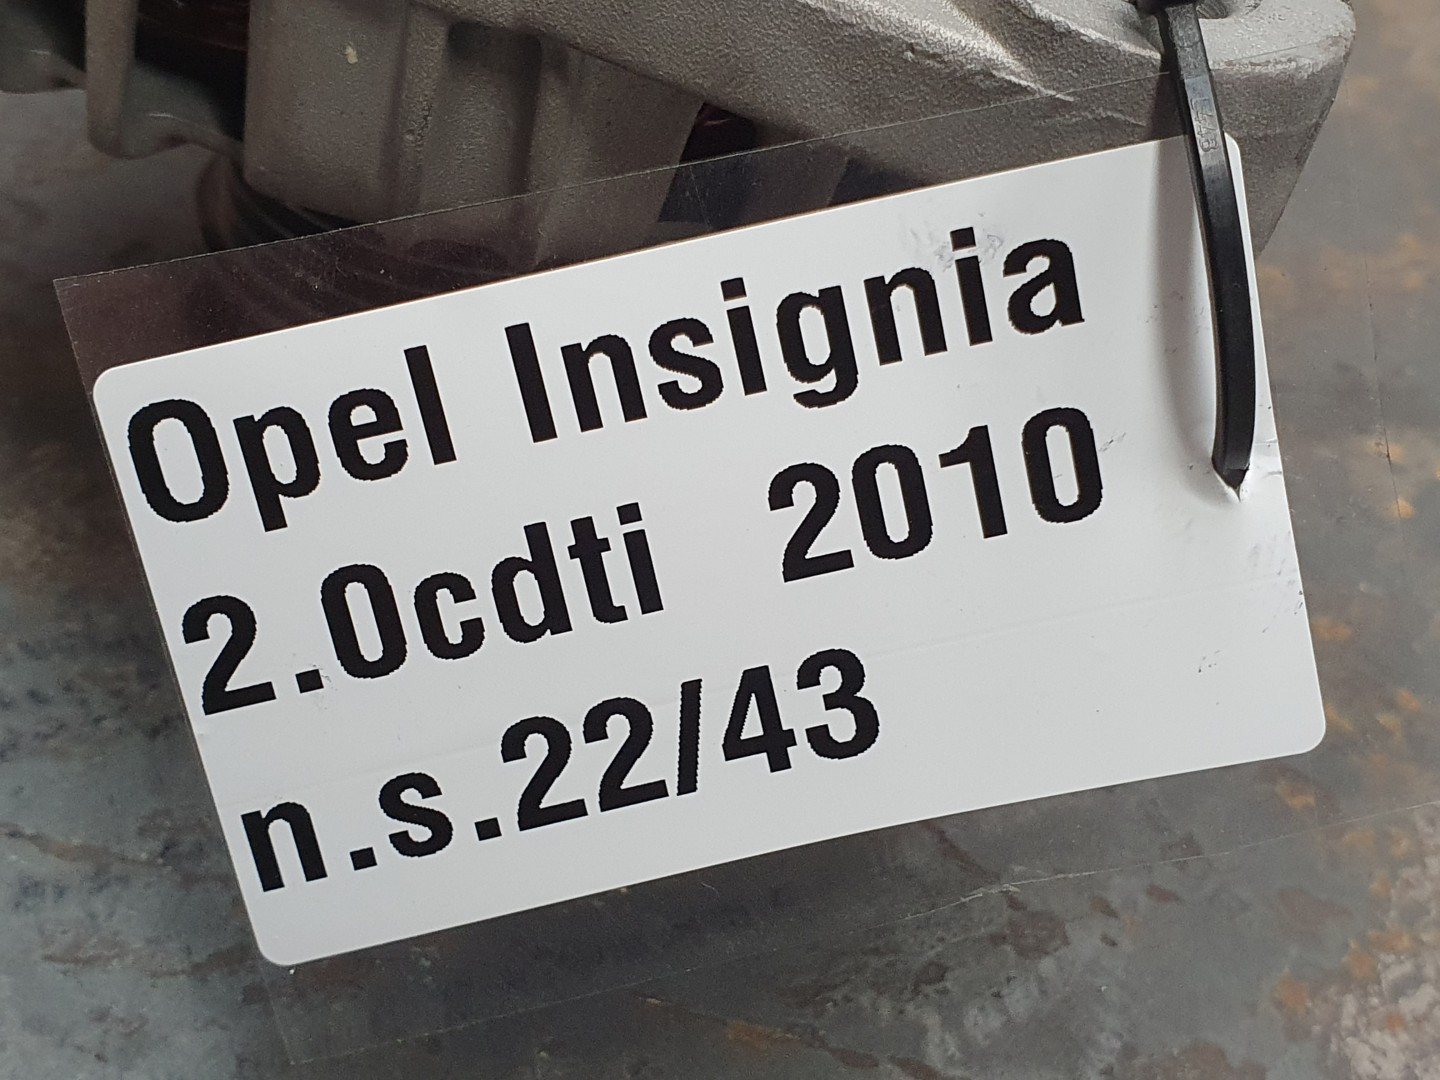 Opel Insignia
2.0cdti 2010
n.s.22/43